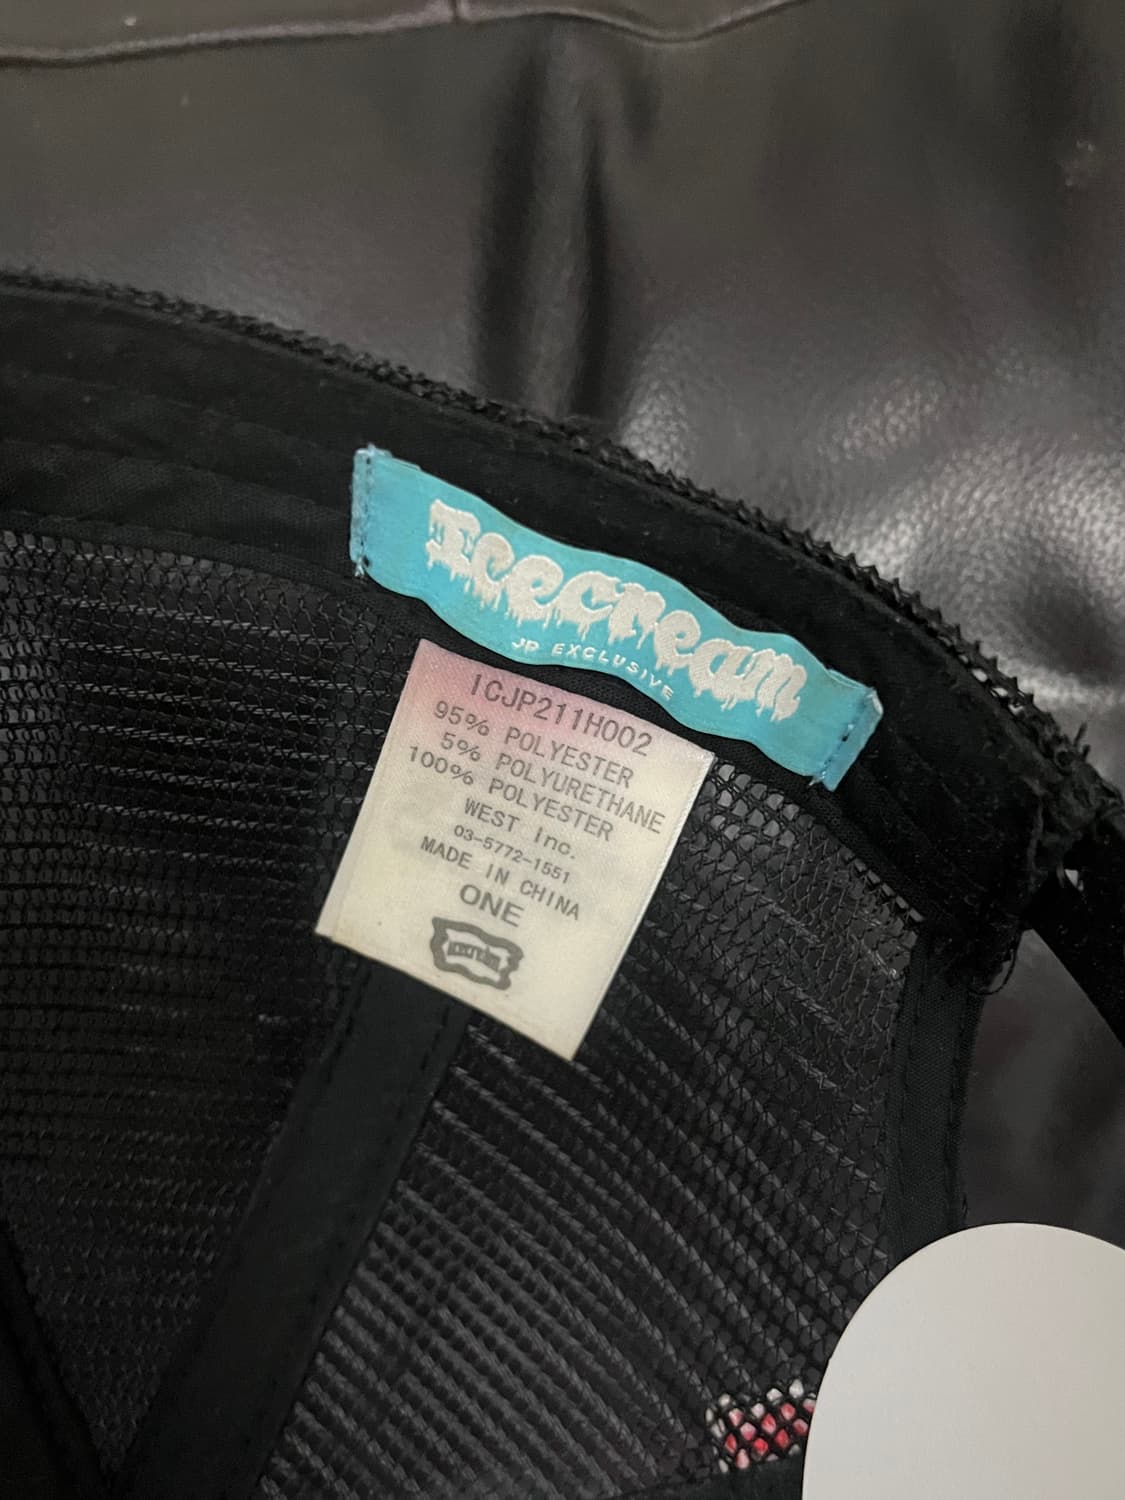 Icecream
JP EXCLUSIVE
ICJP211H002
95% POLYESTER
5% POLYURETHANE
100% POLYESTER
WEST Inc.
03-5772-1551
MADE IN CHINA
ONE
Icecream